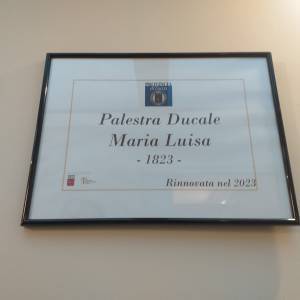 Palestra Ducale
Maria Luisa
- 1823 -
Rinnovata nel 2023